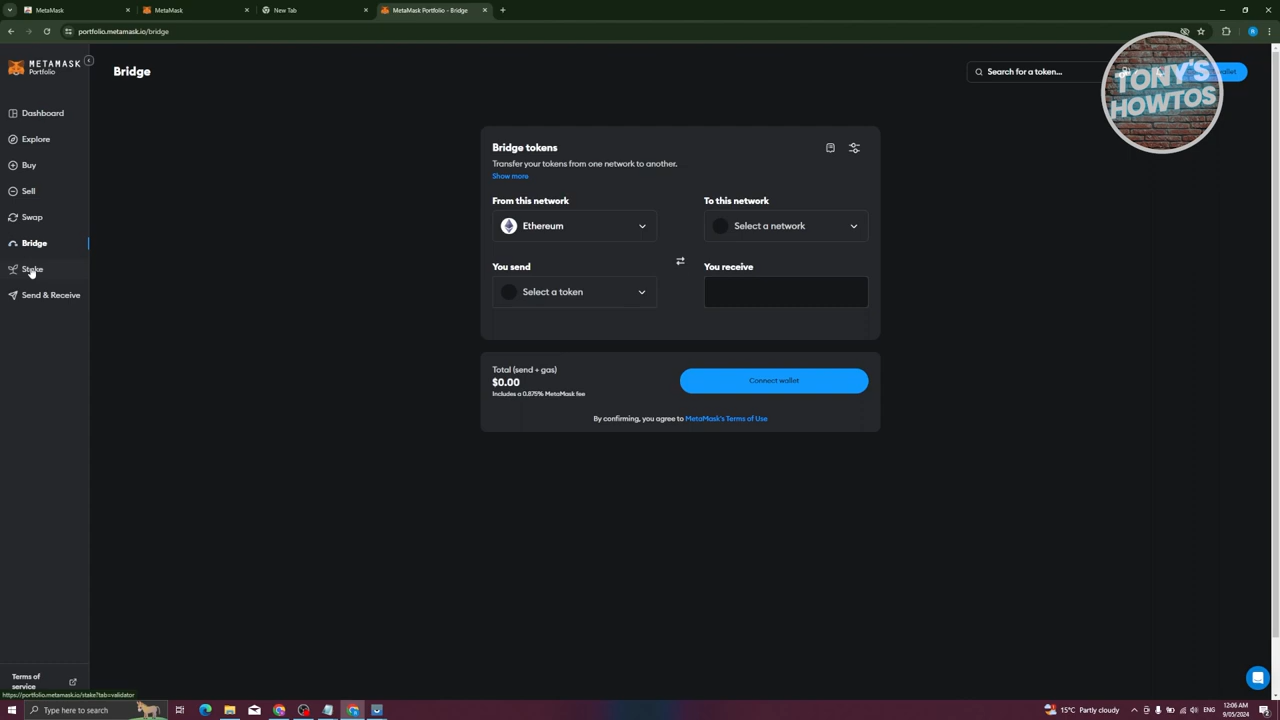 MetaMask
MetaMask
New Tab
MetaMask Portfolio - Bridge
portfolio.metamask.io/bridge
METAMASK
Portfolio
Bridge
Search for a token...
TONY'S
HOWTOS
Dashboard
Explore
Buy
Sell
Swap
Bridge
Stake
Send & Receive
Bridge tokens
Transfer your tokens from one network to another.
Show more
From this network
To this network
Ethereum
Select a network
You send
You receive
Select a token
Total (send + gas)
$0.00
Includes a 0.875% MetaMask fee
Connect wallet
By confirming, you agree to MetaMask's Terms of Use
Terms of
service
https://portfolio.metamask.io/stake?tab=validator
Type here to search
15°C Partly cloudy
ENG
12:06 AM
9/05/2024